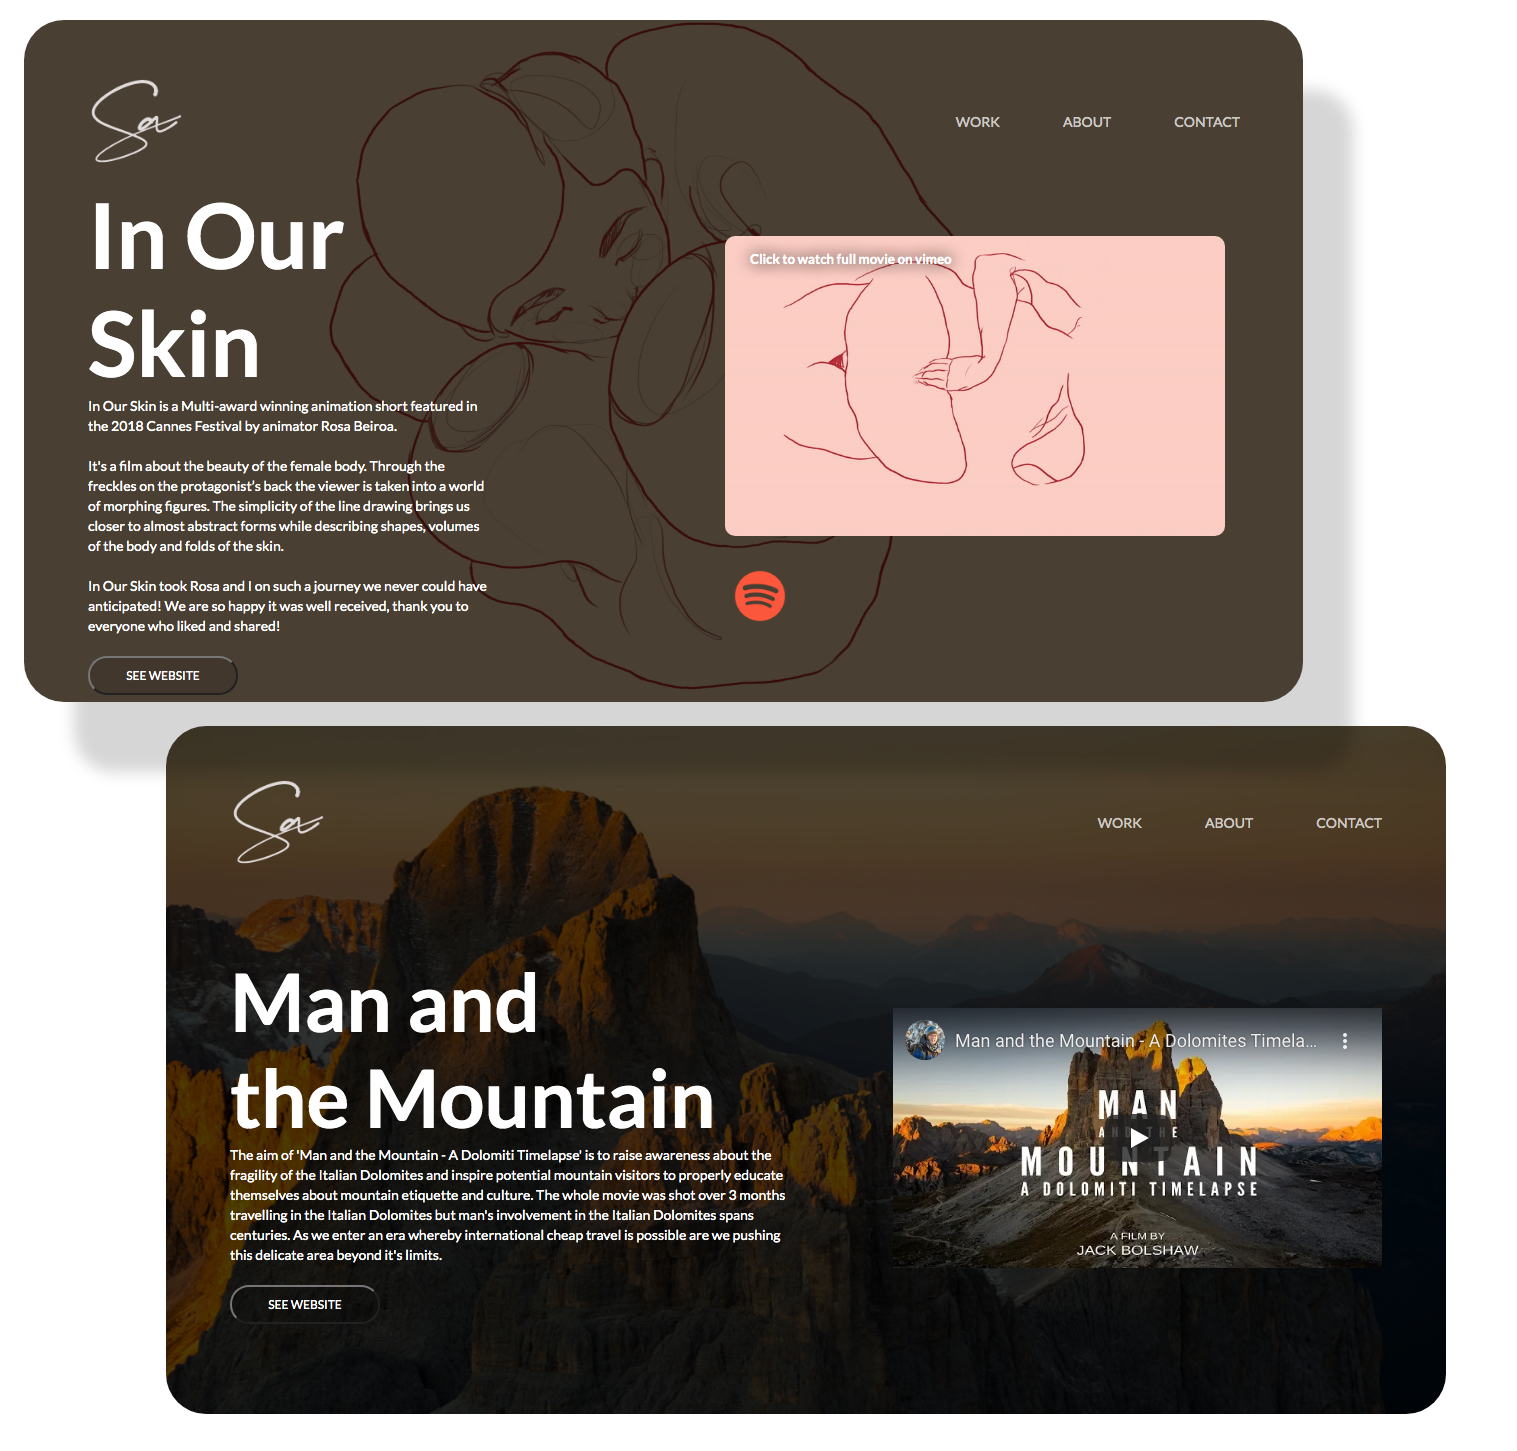 Sa
WORK ABOUT CONTACT
In Our
Skin
In Our Skin is a Multi-award winning animation short featured in
the 2018 Cannes Festival by animator Rosa Beiroa.
It's a film about the beauty of the female body. Through the
freckles on the protagonist's back the viewer is taken into a world
of morphing figures. The simplicity of the line drawing brings us
closer to almost abstract forms while describing shapes, volumes
of the body and folds of the skin.
In Our Skin took Rosa and I on such a journey we never could have
anticipated! We are so happy it was well received, thank you to
everyone who liked and shared!
SEE WEBSITE
Click to watch full movie on vimeo
Sa
WORK ABOUT CONTACT
Man and
the Mountain
The aim of 'Man and the Mountain - A Dolomiti Timelapse' is to raise awareness about the
fragility of the Italian Dolomites and inspire potential mountain visitors to properly educate
themselves about mountain etiquette and culture. The whole movie was shot over 3 months
travelling in the Italian Dolomites but man's involvement in the Italian Dolomites spans
centuries. As we enter an era whereby international cheap travel is possible are we pushing
this delicate area beyond it's limits.
SEE WEBSITE
Man and the Mountain - A Dolomites Timela...
MAN
AND THE
MOUNTAIN
A DOLOMITI TIMELAPSE
A FILM BY
JACK BOLSHAW